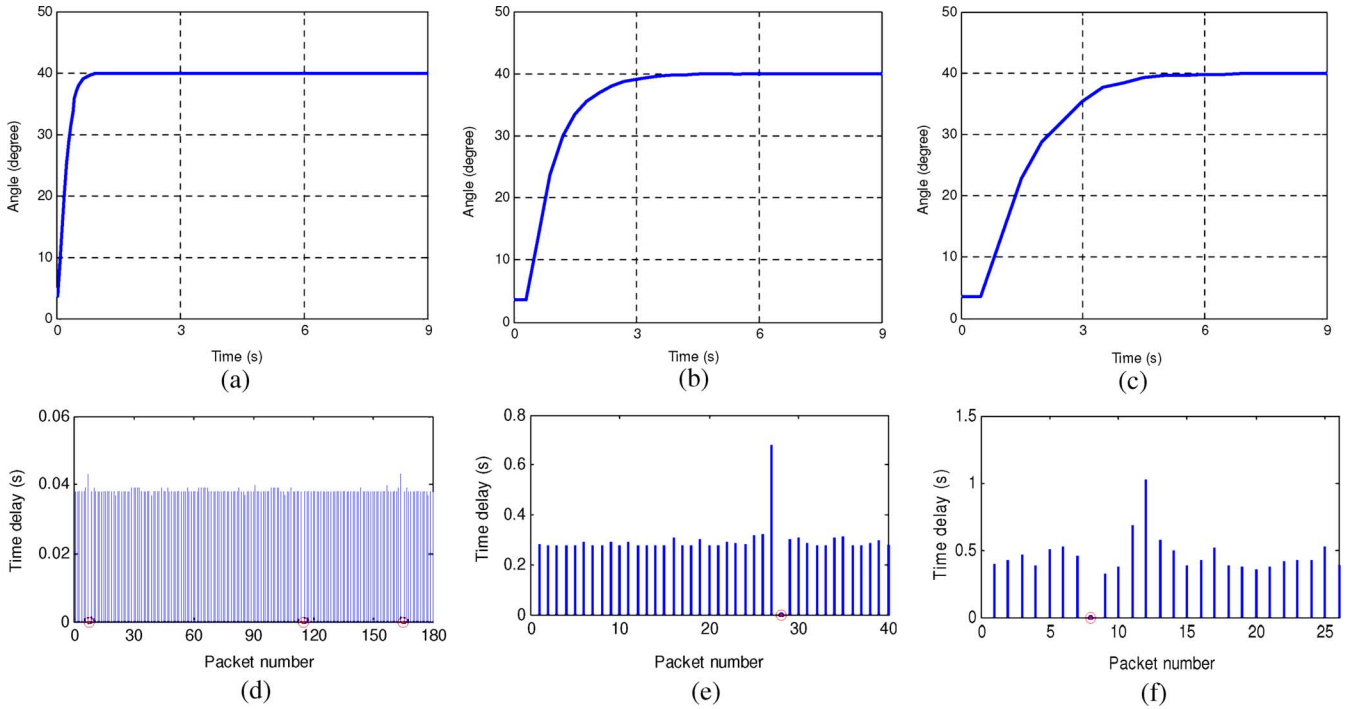 50
40
30
20
10
0
Angle (degree)
0 3 6 9
Time (s)
(a)
50
40
30
20
10
0
Angle (degree)
0 3 6 9
Time (s)
(b)
50
40
30
20
10
0
Angle (degree)
0 3 6 9
Time (s)
(c)
0.06
0.04
0.02
0
Time delay (s)
0 30 60 90 120 150 180
Packet number
(d)
0.8
0.6
0.4
0.2
0
Time delay (s)
0 10 20 30 40
Packet number
(e)
1.5
1
0.5
0
Time delay (s)
0 5 10 15 20 25
Packet number
(f)